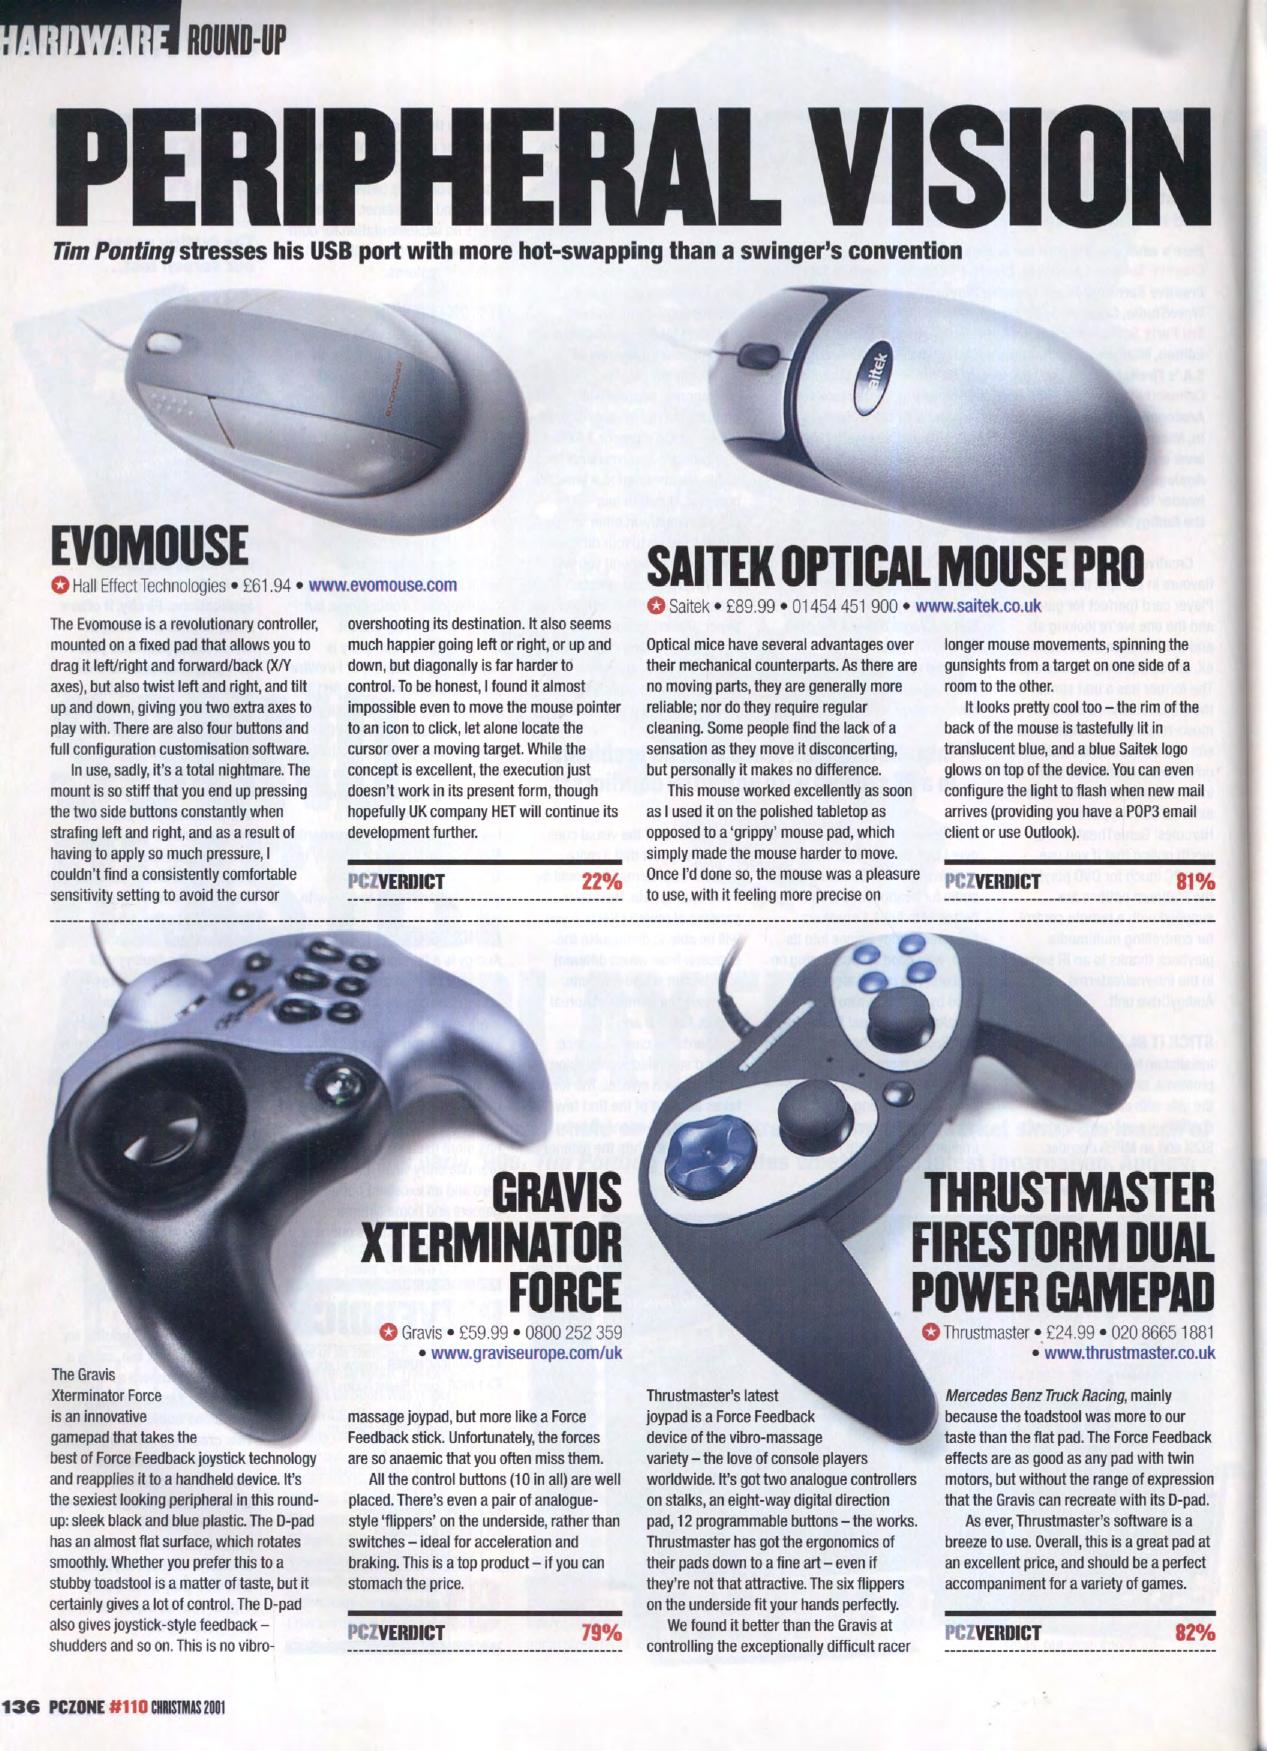 HARDWARE ROUND-UP
PERIPHERAL VISION
Tim Ponting stresses his USB port with more hot-swapping than a swinger's convention
evomouse
Saitek
EVOMOUSE
Hall Effect Technologies • £61.94 • www.evomouse.com
The Evomouse is a revolutionary controller,
mounted on a fixed pad that allows you to
drag it left/right and forward/back (X/Y
axes), but also twist left and right, and tilt
up and down, giving you two extra axes to
play with. There are also four buttons and
full configuration customisation software.
In use, sadly, it's a total nightmare. The
mount is so stiff that you end up pressing
the two side buttons constantly when
strafing left and right, and as a result of
having to apply so much pressure, I
couldn't find a consistently comfortable
sensitivity setting to avoid the cursor
overshooting its destination. It also seems
much happier going left or right, or up and
down, but diagonally is far harder to
control. To be honest, I found it almost
impossible even to move the mouse pointer
to an icon to click, let alone locate the
cursor over a moving target. While the
concept is excellent, the execution just
doesn't work in its present form, though
hopefully UK company HET will continue its
development further.
PCZVERDICT 22%
SAITEK OPTICAL MOUSE PRO
Saitek • £89.99 • 01454 451 900 • www.saitek.co.uk
Optical mice have several advantages over
their mechanical counterparts. As there are
no moving parts, they are generally more
reliable; nor do they require regular
cleaning. Some people find the lack of a
sensation as they move it disconcerting,
but personally it makes no difference.
This mouse worked excellently as soon
as I used it on the polished tabletop as
opposed to a 'grippy' mouse pad, which
simply made the mouse harder to move.
Once I'd done so, the mouse was a pleasure
to use, with it feeling more precise on
longer mouse movements, spinning the
gunsights from a target on one side of a
room to the other.
It looks pretty cool too – the rim of the
back of the mouse is tastefully lit in
translucent blue, and a blue Saitek logo
glows on top of the device. You can even
configure the light to flash when new mail
arrives (providing you have a POP3 email
client or use Outlook).
PCZVERDICT 81%
GRAVIS
XTERMINATOR
FORCE
Gravis • £59.99 • 0800 252 359
• www.graviseurope.com/uk
The Gravis
Xterminator Force
is an innovative
gamepad that takes the
best of Force Feedback joystick technology
and reapplies it to a handheld device. It's
the sexiest looking peripheral in this round-
up: sleek black and blue plastic. The D-pad
has an almost flat surface, which rotates
smoothly. Whether you prefer this to a
stubby toadstool is a matter of taste, but it
certainly gives a lot of control. The D-pad
also gives joystick-style feedback –
shudders and so on. This is no vibro-
massage joypad, but more like a Force
Feedback stick. Unfortunately, the forces
are so anaemic that you often miss them.
All the control buttons (10 in all) are well
placed. There's even a pair of analogue-
style 'flippers' on the underside, rather than
switches – ideal for acceleration and
braking. This is a top product – if you can
stomach the price.
PCZVERDICT 79%
THRUSTMASTER
FIRESTORM DUAL
POWER GAMEPAD
Thrustmaster • £24.99 • 020 8665 1881
• www.thrustmaster.co.uk
Thrustmaster's latest
joypad is a Force Feedback
device of the vibro-massage
variety – the love of console players
worldwide. It's got two analogue controllers
on stalks, an eight-way digital direction
pad, 12 programmable buttons – the works.
Thrustmaster has got the ergonomics of
their pads down to a fine art – even if
they're not that attractive. The six flippers
on the underside fit your hands perfectly.
We found it better than the Gravis at
controlling the exceptionally difficult racer
Mercedes Benz Truck Racing, mainly
because the toadstool was more to our
taste than the flat pad. The Force Feedback
effects are as good as any pad with twin
motors, but without the range of expression
that the Gravis can recreate with its D-pad.
As ever, Thrustmaster's software is a
breeze to use. Overall, this is a great pad at
an excellent price, and should be a perfect
accompaniment for a variety of games.
PCZVERDICT 82%
136 PCZONE #110 CHRISTMAS 2001